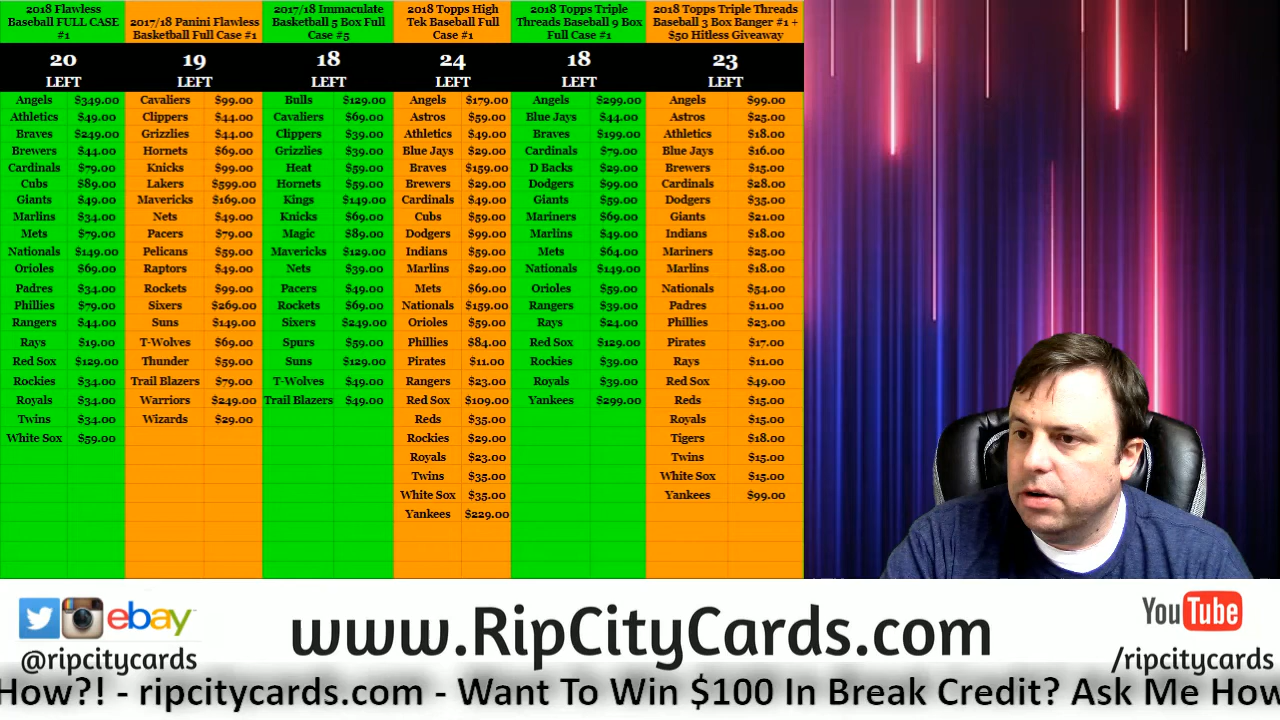 2018 Flawless
Baseball FULL CASE
#1
20
LEFT
Angels $349.00
Athletics $49.00
Braves $249.00
Brewers $44.00
Cardinals $79.00
Cubs $89.00
Giants $49.00
Marlins $34.00
Mets $79.00
Nationals $149.00
Orioles $69.00
Padres $34.00
Phillies $79.00
Rangers $44.00
Rays $19.00
Red Sox $129.00
Rockies $34.00
Royals $34.00
Twins $34.00
White Sox $59.00
2017/18 Panini Flawless
Basketball Full Case #1
19
LEFT
Cavaliers $99.00
Clippers $44.00
Grizzlies $44.00
Hornets $69.00
Knicks $99.00
Lakers $599.00
Mavericks $169.00
Nets $49.00
Pacers $79.00
Pelicans $59.00
Raptors $49.00
Rockets $99.00
Sixers $269.00
Suns $149.00
T-Wolves $69.00
Thunder $59.00
Trail Blazers $79.00
Warriors $249.00
Wizards $29.00
2017/18 Immaculate
Basketball 5 Box Full
Case #5
18
LEFT
Bulls $129.00
Cavaliers $69.00
Clippers $39.00
Grizzlies $39.00
Heat $59.00
Hornets $59.00
Kings $149.00
Knicks $69.00
Magic $89.00
Mavericks $129.00
Nets $39.00
Pacers $49.00
Rockets $69.00
Sixers $249.00
Spurs $59.00
Suns $129.00
T-Wolves $49.00
Trail Blazers $49.00
2018 Topps High
Tek Baseball Full
Case #1
24
LEFT
Angels $179.00
Astros $59.00
Athletics $49.00
Blue Jays $29.00
Braves $159.00
Brewers $29.00
Cardinals $49.00
Cubs $59.00
Dodgers $99.00
Indians $59.00
Marlins $29.00
Mets $69.00
Nationals $159.00
Orioles $59.00
Phillies $84.00
Pirates $11.00
Rangers $23.00
Red Sox $109.00
Reds $35.00
Rockies $29.00
Royals $23.00
Twins $35.00
White Sox $35.00
Yankees $229.00
2018 Topps Triple
Threads Baseball 9 Box
Full Case #1
18
LEFT
Angels $299.00
Blue Jays $44.00
Braves $199.00
Cardinals $79.00
D Backs $29.00
Dodgers $99.00
Giants $59.00
Mariners $69.00
Marlins $49.00
Mets $64.00
Nationals $149.00
Orioles $59.00
Rangers $39.00
Rays $24.00
Red Sox $129.00
Rockies $39.00
Royals $39.00
Yankees $299.00
2018 Topps Triple Threads
Baseball 3 Box Banger #1 +
$50 Hitless Giveaway
23
LEFT
Angels $99.00
Astros $25.00
Athletics $18.00
Blue Jays $16.00
Brewers $15.00
Cardinals $28.00
Dodgers $35.00
Giants $21.00
Indians $18.00
Mariners $25.00
Marlins $18.00
Nationals $54.00
Padres $11.00
Phillies $23.00
Pirates $17.00
Rays $11.00
Red Sox $49.00
Reds $15.00
Royals $15.00
Tigers $18.00
Twins $15.00
White Sox $15.00
Yankees $99.00
ebay
@ripcitycards
www.RipCityCards.com
YouTube
/ripcitycards
How?! - ripcitycards.com - Want To Win $100 In Break Credit? Ask Me How